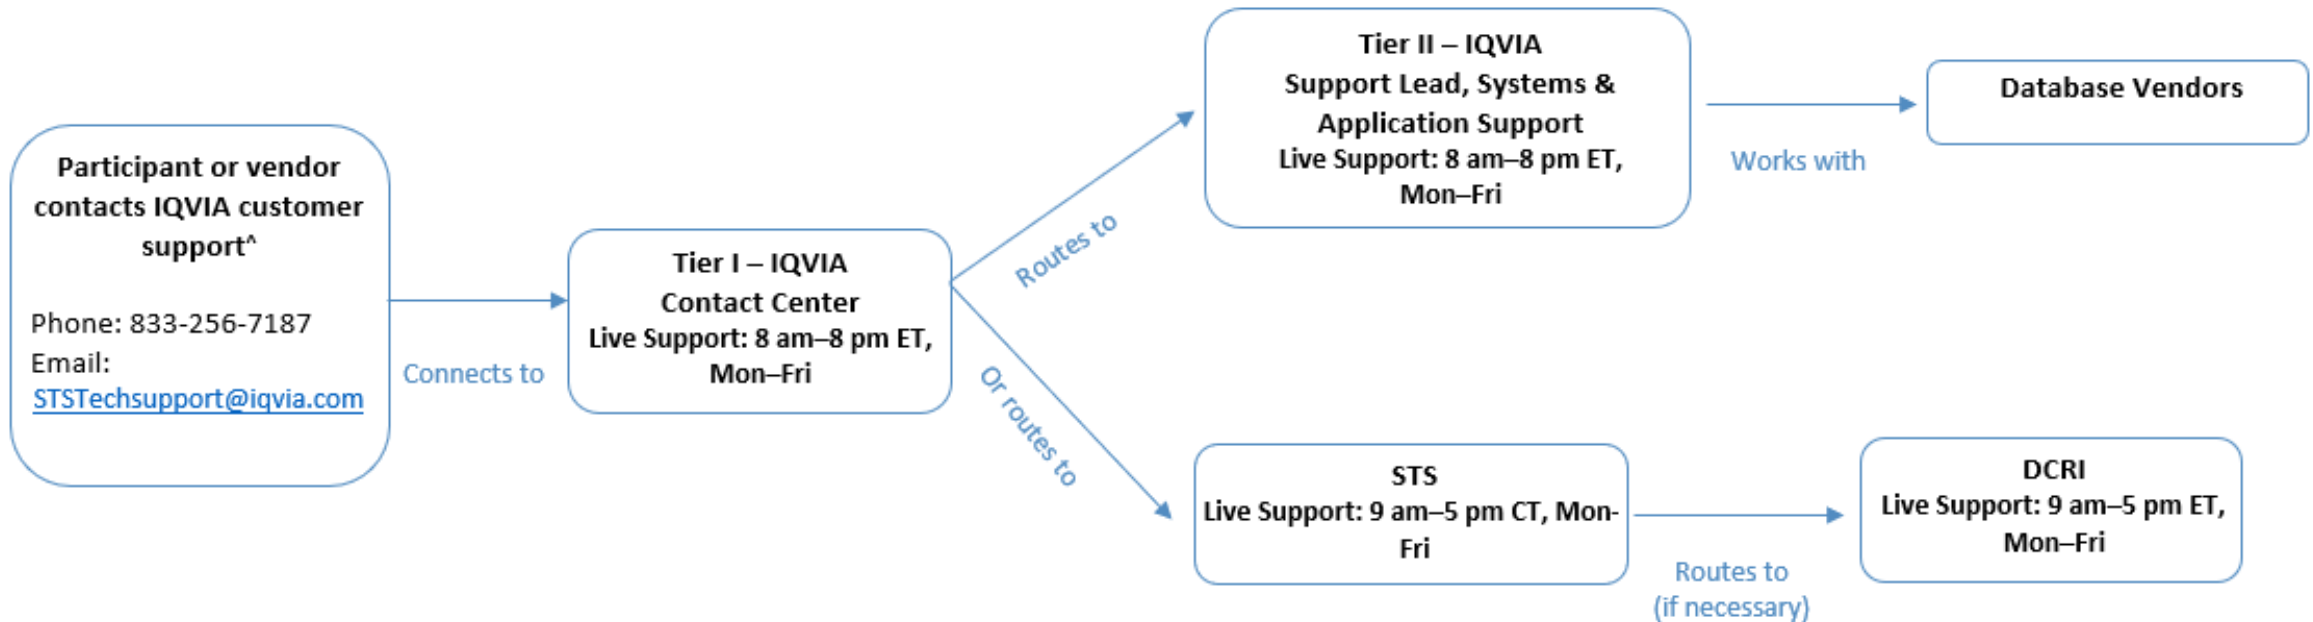 Participant or vendor
contacts IQVIA customer
support^
Phone: 833-256-7187
Email:
STSTechsupport@iqvia.com
Connects to
Tier I – IQVIA
Contact Center
Live Support: 8 am–8 pm ET,
Mon–Fri
Routes to
Tier II – IQVIA
Support Lead, Systems &
Application Support
Live Support: 8 am–8 pm ET,
Mon–Fri
Works with
Database Vendors
Or routes to
STS
Live Support: 9 am–5 pm CT, Mon-
Fri
Routes to
(if necessary)
DCRI
Live Support: 9 am–5 pm ET,
Mon–Fri